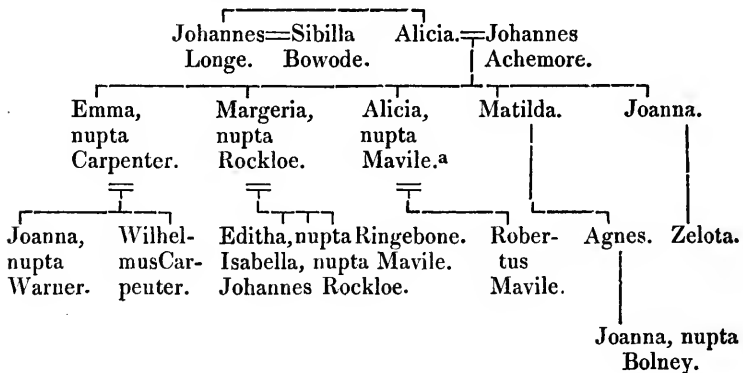 Johannes=Sibilla Alicia.=Johannes
Longe. Bowode. Achemore.
Emma, Margeria, Alicia, Matilda. Joanna.
nupta nupta nupta
Carpenter. Rockloe. Mavile.a
Joanna, Wilhel- Editha, nupta Ringebone. Rober- Agnes. Zelota.
nupta musCar- Isabella, nupta Mavile. tus
Warner. peuter. Johannes Rockloe. Mavile.
Joanna, nupta
Bolney.